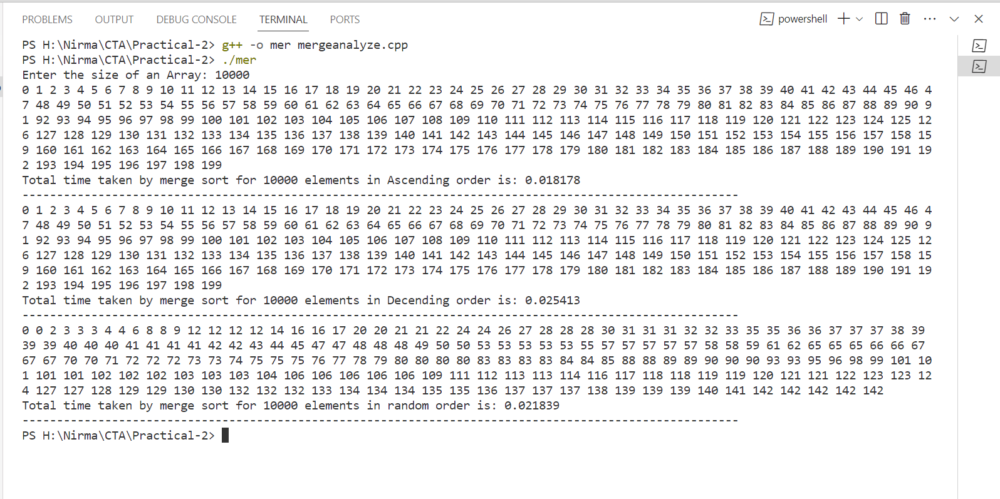 PROBLEMS OUTPUT DEBUG CONSOLE TERMINAL PORTS powershell
PS H:\Nirma\CTA\Practical-2> g++ -o mer mergeanalyze.cpp
PS H:\Nirma\CTA\Practical-2> ./mer
Enter the size of an Array: 10000
0 1 2 3 4 5 6 7 8 9 10 11 12 13 14 15 16 17 18 19 20 21 22 23 24 25 26 27 28 29 30 31 32 33 34 35 36 37 38 39 40 41 42 43 44 45 46 4
7 48 49 50 51 52 53 54 55 56 57 58 59 60 61 62 63 64 65 66 67 68 69 70 71 72 73 74 75 76 77 78 79 80 81 82 83 84 85 86 87 88 89 90 9
1 92 93 94 95 96 97 98 99 100 101 102 103 104 105 106 107 108 109 110 111 112 113 114 115 116 117 118 119 120 121 122 123 124 125 12
6 127 128 129 130 131 132 133 134 135 136 137 138 139 140 141 142 143 144 145 146 147 148 149 150 151 152 153 154 155 156 157 158 15
9 160 161 162 163 164 165 166 167 168 169 170 171 172 173 174 175 176 177 178 179 180 181 182 183 184 185 186 187 188 189 190 191 19
2 193 194 195 196 197 198 199
Total time taken by merge sort for 10000 elements in Ascending order is: 0.018178
--------------------------------------------------------------------------------------------------------
0 1 2 3 4 5 6 7 8 9 10 11 12 13 14 15 16 17 18 19 20 21 22 23 24 25 26 27 28 29 30 31 32 33 34 35 36 37 38 39 40 41 42 43 44 45 46 4
7 48 49 50 51 52 53 54 55 56 57 58 59 60 61 62 63 64 65 66 67 68 69 70 71 72 73 74 75 76 77 78 79 80 81 82 83 84 85 86 87 88 89 90 9
1 92 93 94 95 96 97 98 99 100 101 102 103 104 105 106 107 108 109 110 111 112 113 114 115 116 117 118 119 120 121 122 123 124 125 12
6 127 128 129 130 131 132 133 134 135 136 137 138 139 140 141 142 143 144 145 146 147 148 149 150 151 152 153 154 155 156 157 158 15
9 160 161 162 163 164 165 166 167 168 169 170 171 172 173 174 175 176 177 178 179 180 181 182 183 184 185 186 187 188 189 190 191 19
2 193 194 195 196 197 198 199
Total time taken by merge sort for 10000 elements in Decending order is: 0.025413
--------------------------------------------------------------------------------------------------------
0 0 2 3 3 3 4 4 6 8 8 9 12 12 12 12 14 16 16 17 20 20 21 21 22 24 24 26 27 28 28 28 30 31 31 31 32 32 33 35 35 36 36 37 37 37 38 39
39 39 40 40 40 41 41 41 41 42 42 43 44 45 47 47 48 48 48 49 50 50 53 53 53 53 53 55 57 57 57 57 57 58 58 59 61 62 65 65 65 66 66 67
67 67 70 70 71 72 72 72 73 73 74 75 75 75 76 77 78 79 80 80 80 80 83 83 83 83 84 84 85 88 88 89 89 90 90 90 93 93 95 96 98 99 101 10
1 101 101 102 102 102 103 103 103 104 106 106 106 106 106 109 111 112 113 113 114 116 117 118 118 119 119 120 121 121 122 123 123 12
4 127 127 128 129 129 130 130 132 132 132 133 134 134 134 135 135 136 137 137 137 138 139 139 139 140 141 142 142 142 142 142
Total time taken by merge sort for 10000 elements in random order is: 0.021839
--------------------------------------------------------------------------------------------------------
PS H:\Nirma\CTA\Practical-2>